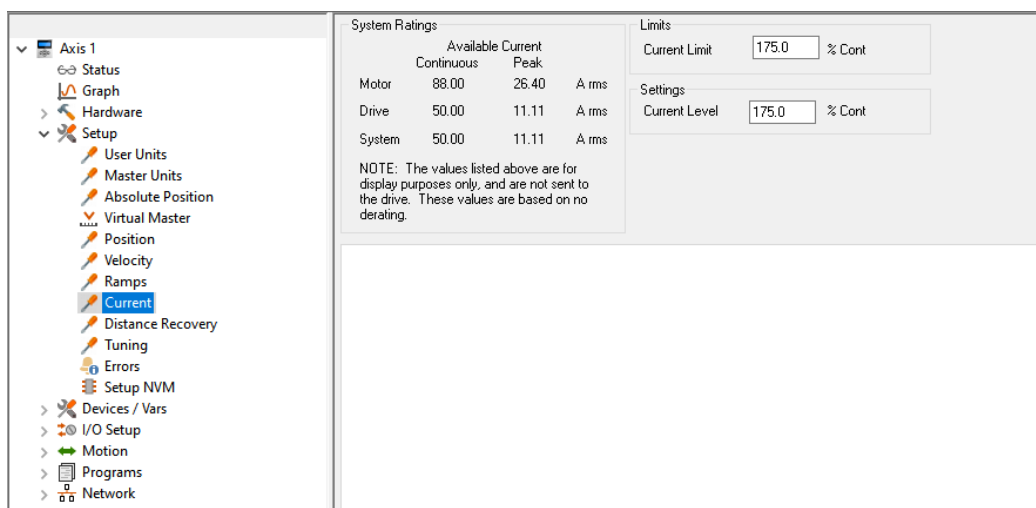 Axis 1
Status
Graph
Hardware
Setup
User Units
Master Units
Absolute Position
Virtual Master
Position
Velocity
Ramps
Current
Distance Recovery
Tuning
Errors
Setup NVM
Devices / Vars
I/O Setup
Motion
Programs
Network
System Ratings
Available Current
Continuous Peak
Motor 88.00 26.40 A rms
Drive 50.00 11.11 A rms
System 50.00 11.11 A rms
NOTE: The values listed above are for
display purposes only, and are not sent to
the drive. These values are based on no
derating.
Limits
Current Limit 175.0 % Cont
Settings
Current Level 175.0 % Cont